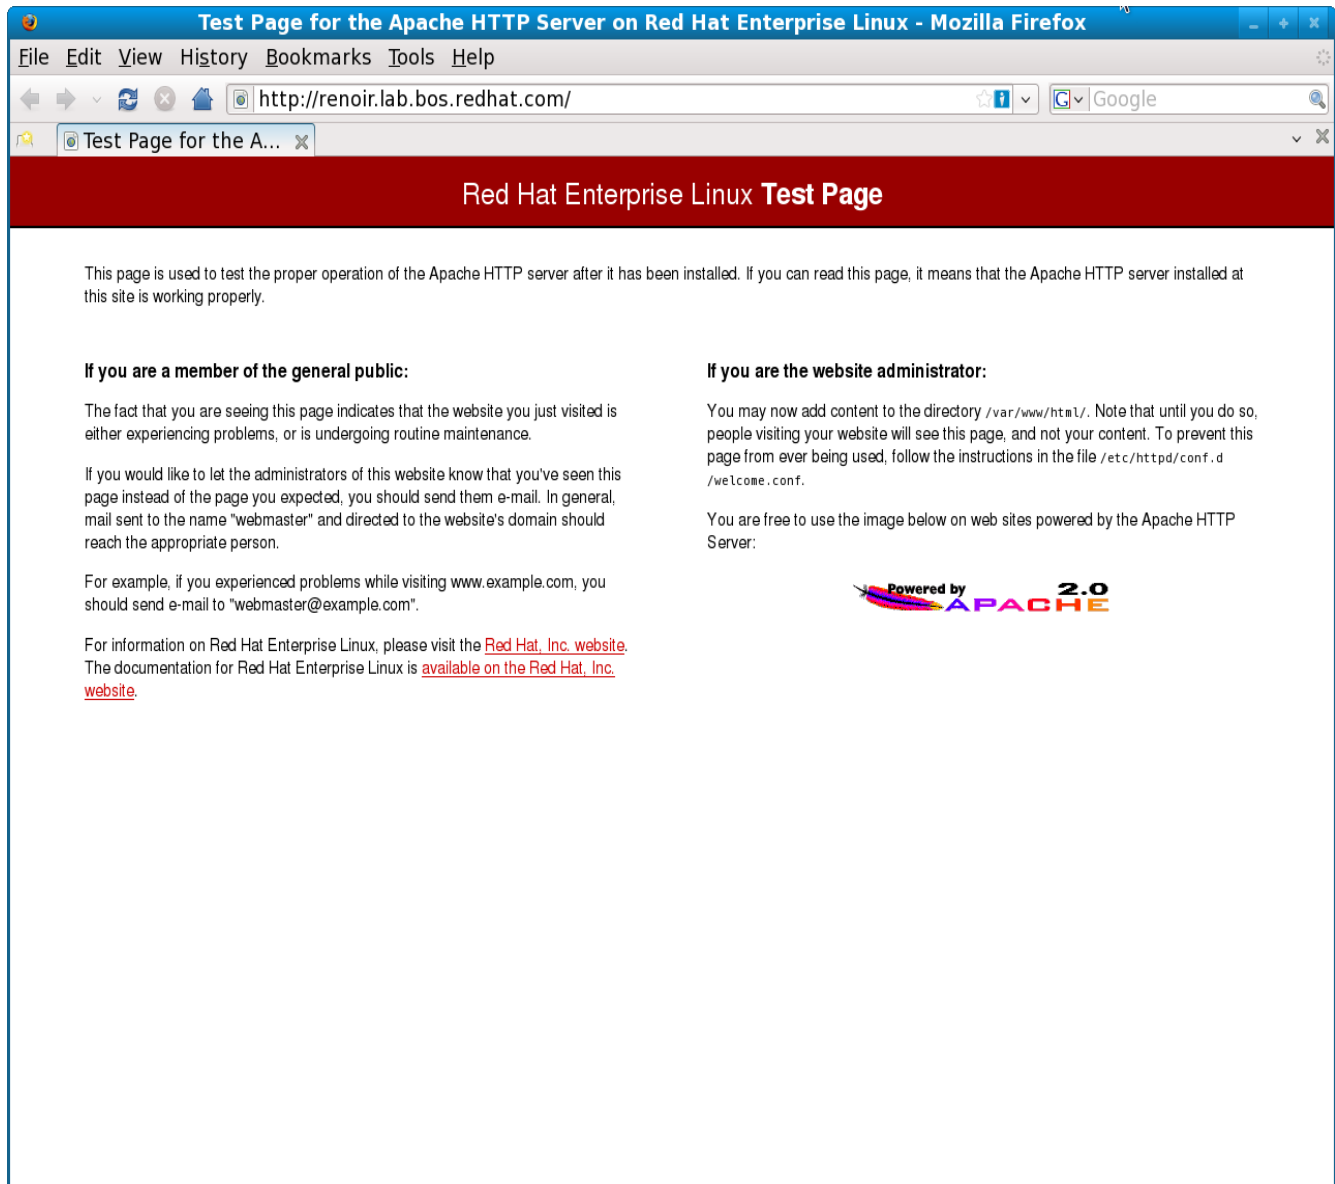 Test Page for the Apache HTTP Server on Red Hat Enterprise Linux - Mozilla Firefox
File Edit View History Bookmarks Tools Help
http://renoir.lab.bos.redhat.com/
G Google
Test Page for the A...
Red Hat Enterprise Linux Test Page
This page is used to test the proper operation of the Apache HTTP server after it has been installed. If you can read this page, it means that the Apache HTTP server installed at
this site is working properly.
If you are a member of the general public:
The fact that you are seeing this page indicates that the website you just visited is
either experiencing problems, or is undergoing routine maintenance.
If you would like to let the administrators of this website know that you've seen this
page instead of the page you expected, you should send them e-mail. In general,
mail sent to the name "webmaster" and directed to the website's domain should
reach the appropriate person.
For example, if you experienced problems while visiting www.example.com, you
should send e-mail to "webmaster@example.com".
For information on Red Hat Enterprise Linux, please visit the Red Hat, Inc. website.
The documentation for Red Hat Enterprise Linux is available on the Red Hat, Inc.
website.
If you are the website administrator:
You may now add content to the directory /var/www/html/. Note that until you do so,
people visiting your website will see this page, and not your content. To prevent this
page from ever being used, follow the instructions in the file /etc/httpd/conf.d
/welcome.conf.
You are free to use the image below on web sites powered by the Apache HTTP
Server:
Powered by 2.0
APACHE